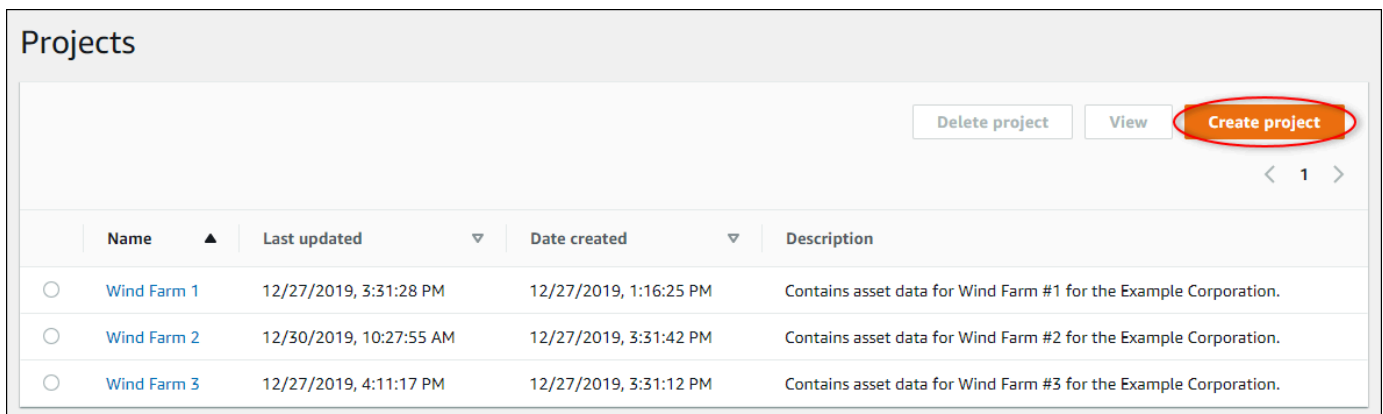 Projects
Delete project View Create project
1
Name Last updated Date created Description
Wind Farm 1 12/27/2019, 3:31:28 PM 12/27/2019, 1:16:25 PM Contains asset data for Wind Farm #1 for the Example Corporation.
Wind Farm 2 12/30/2019, 10:27:55 AM 12/27/2019, 3:31:42 PM Contains asset data for Wind Farm #2 for the Example Corporation.
Wind Farm 3 12/27/2019, 4:11:17 PM 12/27/2019, 3:31:12 PM Contains asset data for Wind Farm #3 for the Example Corporation.